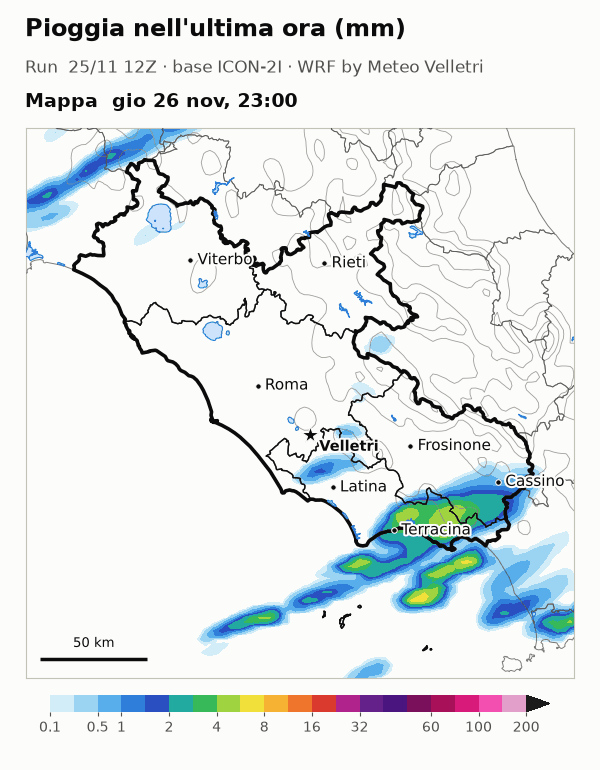 Pioggia nell'ultima ora (mm)
Run  25/11 12Z · base ICON-2I · WRF by Meteo Velletri
Mappa  gio 26 nov, 23:00
Viterbo
Rieti
Roma
Velletri
Frosinone
Latina
Cassino
Terracina
50 km
0.1 0.5 1 2 4 8 16 32 60 100 200